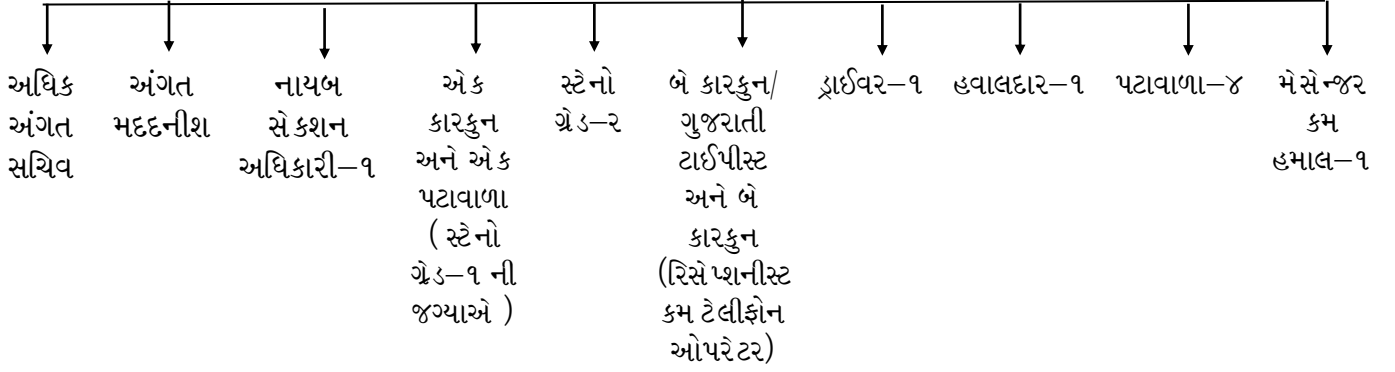 અધિક
અંગત
સચિવ
અંગત
મદદનીશ
નાયબ
સેકશન
અધિકારી–૧
એક
કારકુન
અને એક
પટાવાળા
( સ્ટેનો
ગ્રેડ–૧ ની
જગ્યાએ )
સ્ટેનો
ગ્રેડ–૨
બે કારકુન/
ગુજરાતી
ટાઈપીસ્ટ
અને બે
કારકુન
(રિસેપ્શનીસ્ટ
કમ ટેલીફોન
ઓપરેટર)
ડ્રાઈવર–૧
હવાલદાર–૧
પટાવાળા–૪
મેસેન્જર
કમ
હમાલ–૧